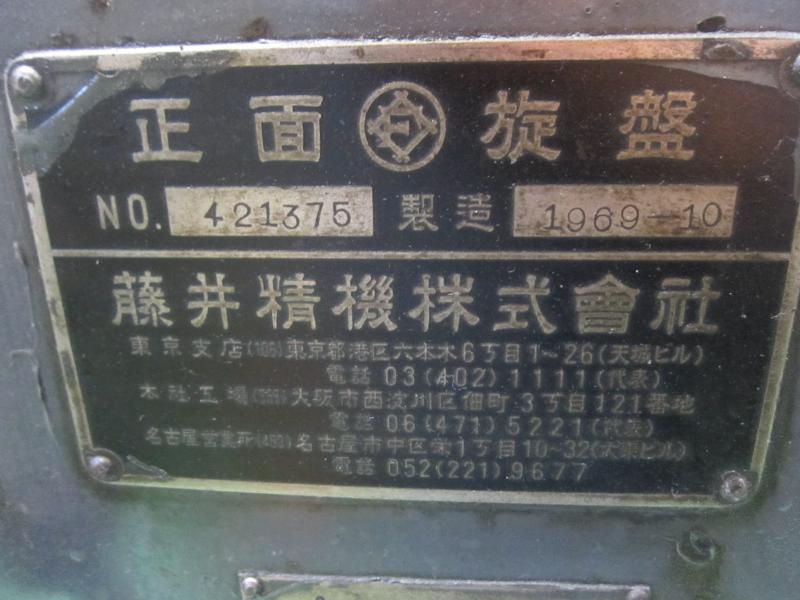 正面 旋盤
NO. 421375 製造 1969-10
藤井精機株式會社
東京支店(106)東京都港区六本木6丁目1~26(天城ビル)
電話 03(402)1111(代表)
本社工場 大阪市西淀川区佃町3丁目121番地
電話 06(471)5221(代表)
名古屋営業所(460)名古屋市中区栄1丁目10-32(ビル)
電話 052(221)9677